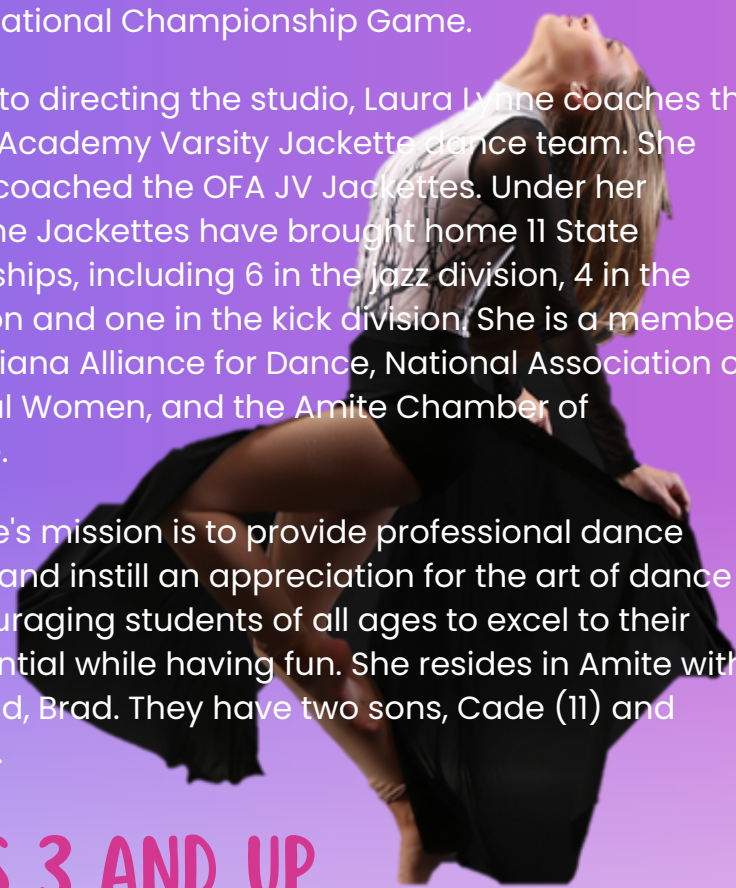 ational Championship Game.
to directing the studio, Laura Lynne coaches th
Academy Varsity Jackette dance team. She
coached the OFA JV Jackettes. Under her
he Jackettes have brought home 11 State
ships, including 6 in the jazz division, 4 in the
on and one in the kick division. She is a membe
iana Alliance for Dance, National Association o
al Women, and the Amite Chamber of
.
e's mission is to provide professional dance
and instill an appreciation for the art of dance
uraging students of all ages to excel to their
ntial while having fun. She resides in Amite with
d, Brad. They have two sons, Cade (11) and
.
S 3 AND UP